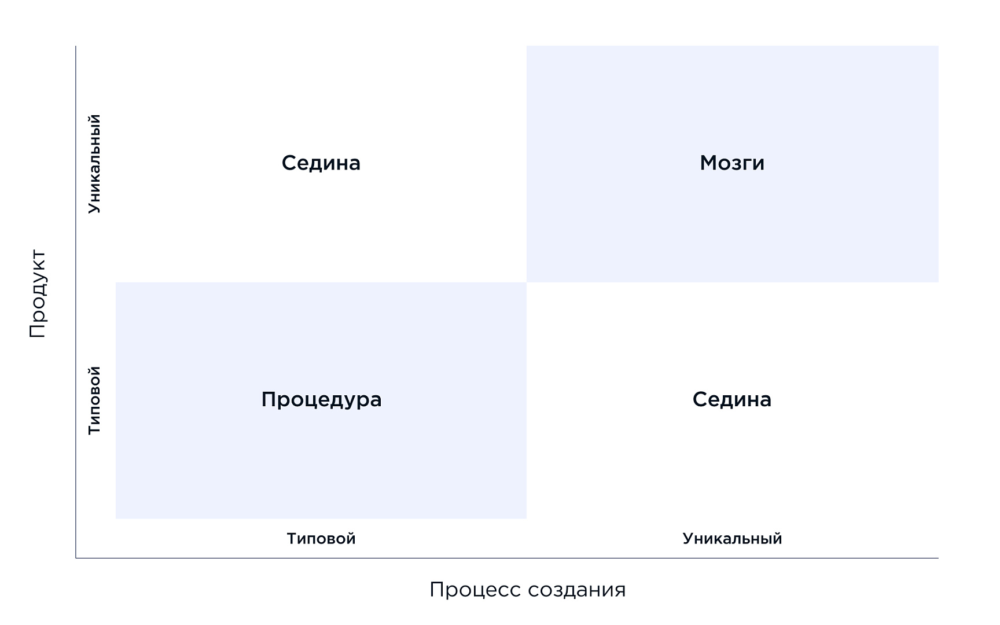 Продукт
Уникальный
Седина
Мозги
Типовой
Процедура
Седина
Типовой
Уникальный
Процесс создания